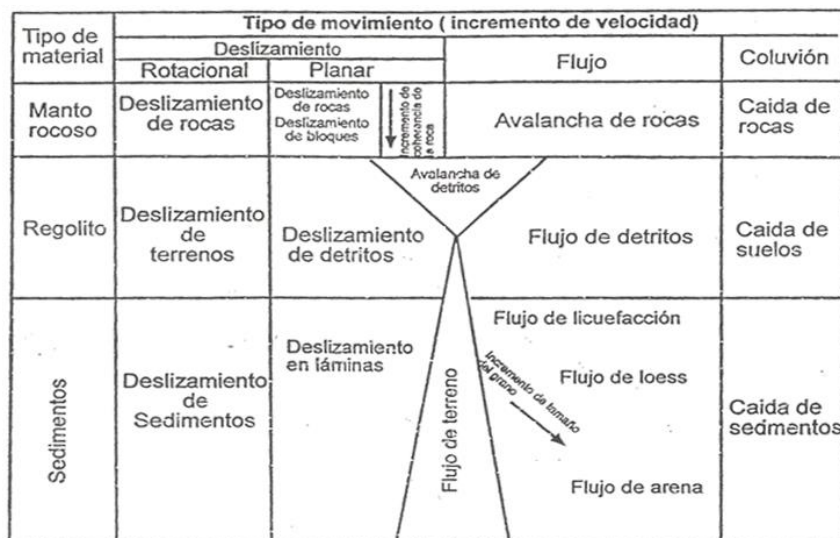 Tipo de movimiento ( incremento de velocidad)
Tipo de
material
Deslizamiento
Rotacional
Planar
Flujo
Coluvión
Manto
rocoso
Deslizamiento
de rocas
Deslizamiento
de rocas
Deslizamiento
de bloques
Incremento de
coherancia de
la roca
Avalancha de rocas
Caida de
rocas
Avalancha de
detritos
Regolito
Deslizamiento
de
terrenos
Deslizamiento
de detritos
Flujo de detritos
Caida de
suelos
Sedimentos
Deslizamiento
de
Sedimentos
Deslizamiento
en láminas
Flujo de terreno
Flujo de licuefacción
Incremento de tamaño
del grano
Flujo de loess
Flujo de arena
Caida de
sedmentos